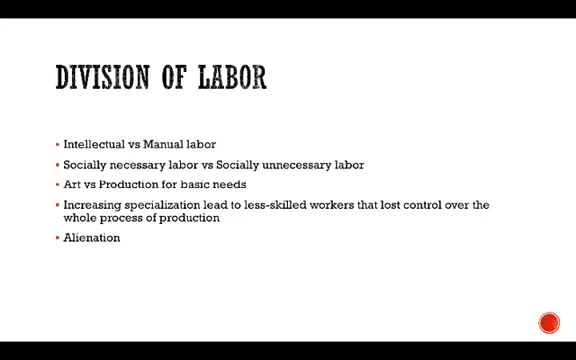 DIVISION OF LABOR
▪ Intellectual vs Manual labor
▪ Socially necessary labor vs Socially unnecessary labor
▪ Art vs Production for basic needs
▪ Increasing specialization lead to less-skilled workers that lost control over the
whole process of production
▪ Alienation